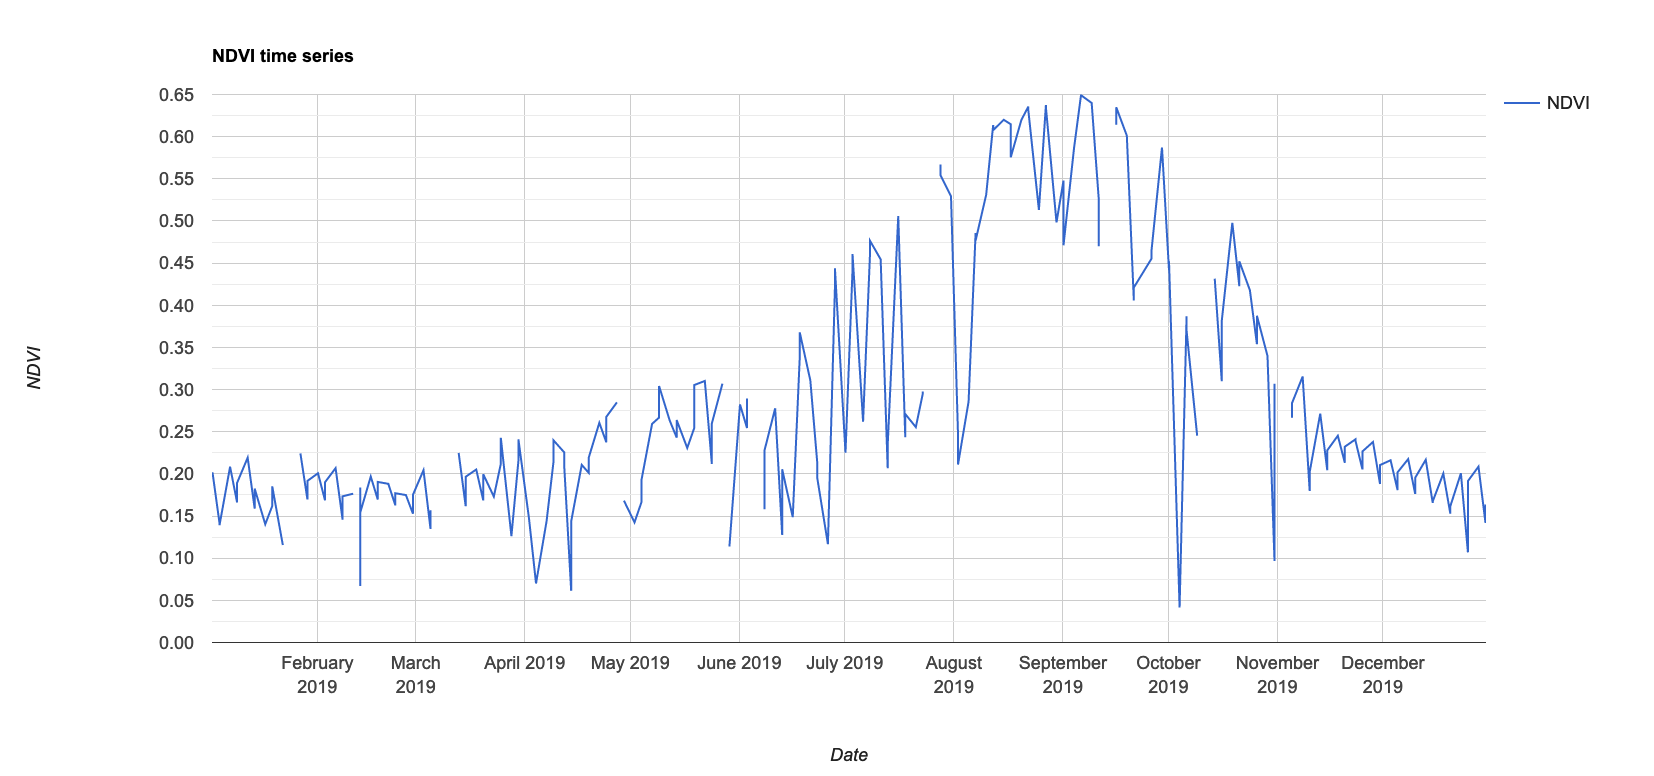 NDVI time series
NDVI
0.65
0.60
0.55
0.50
0.45
0.40
0.35
0.30
0.25
0.20
0.15
0.10
0.05
0.00
NDVI
February
2019
March
2019
April 2019
May 2019
June 2019
July 2019
August
2019
September
2019
October
2019
November
2019
December
2019
Date